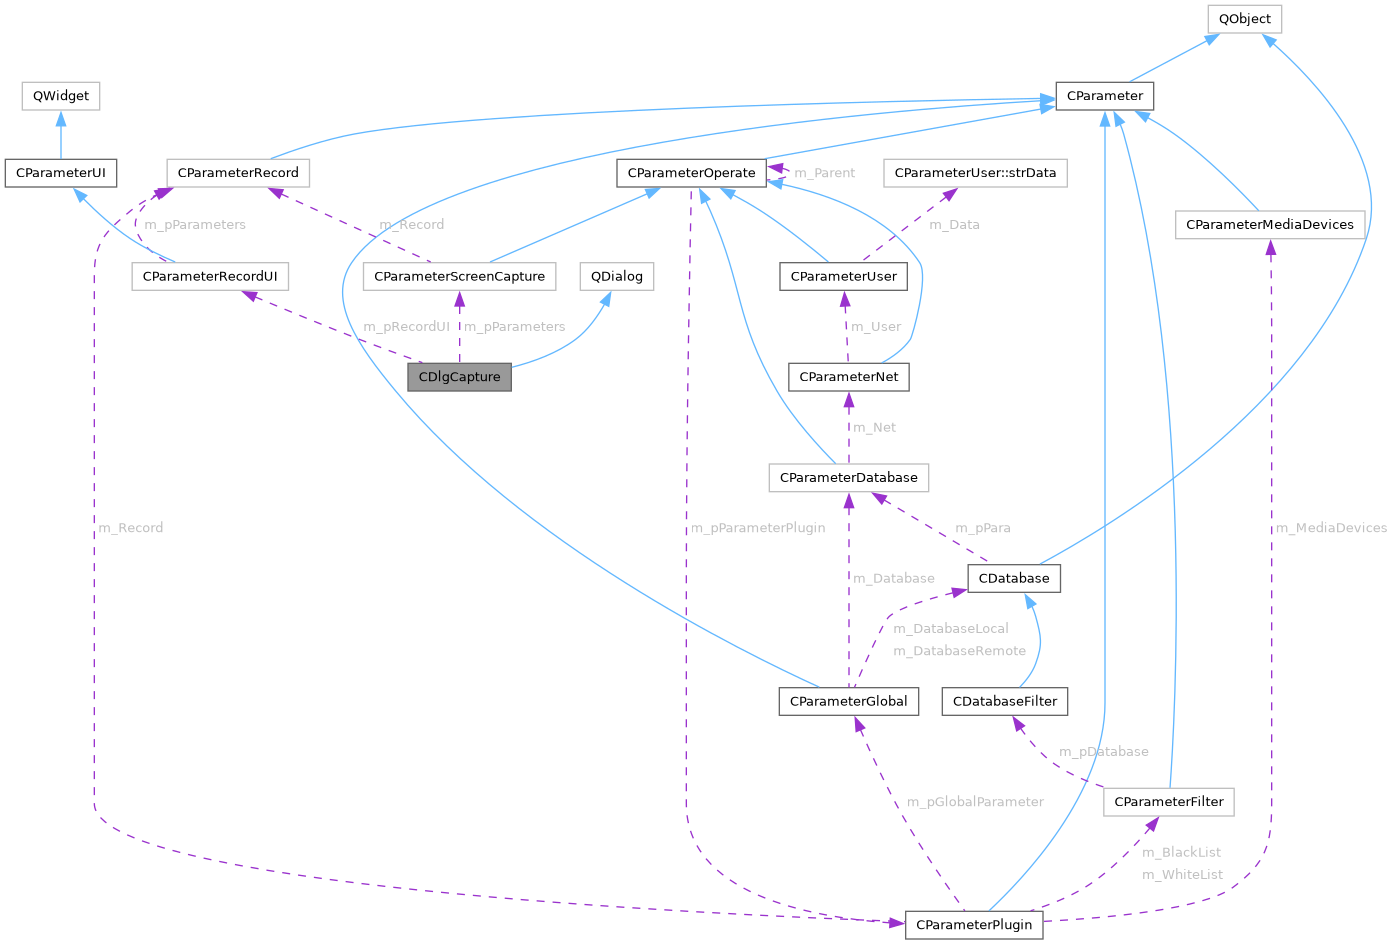 QObject
QWidget
CParameter
CParameterUI
CParameterRecord
CParameterOperate
m_Parent
CParameterUser::strData
m_pParameters
m_Record
m_Data
CParameterMediaDevices
CParameterRecordUI
CParameterScreenCapture
QDialog
CParameterUser
m_pRecordUI
m_pParameters
m_User
CDlgCapture
CParameterNet
m_Net
CParameterDatabase
m_Record
m_pParameterPlugin
m_pPara
m_MediaDevices
m_Database
CDatabase
m_DatabaseLocal
m_DatabaseRemote
CParameterGlobal
CDatabaseFilter
m_pDatabase
m_pGlobalParameter
CParameterFilter
m_BlackList
m_WhiteList
CParameterPlugin